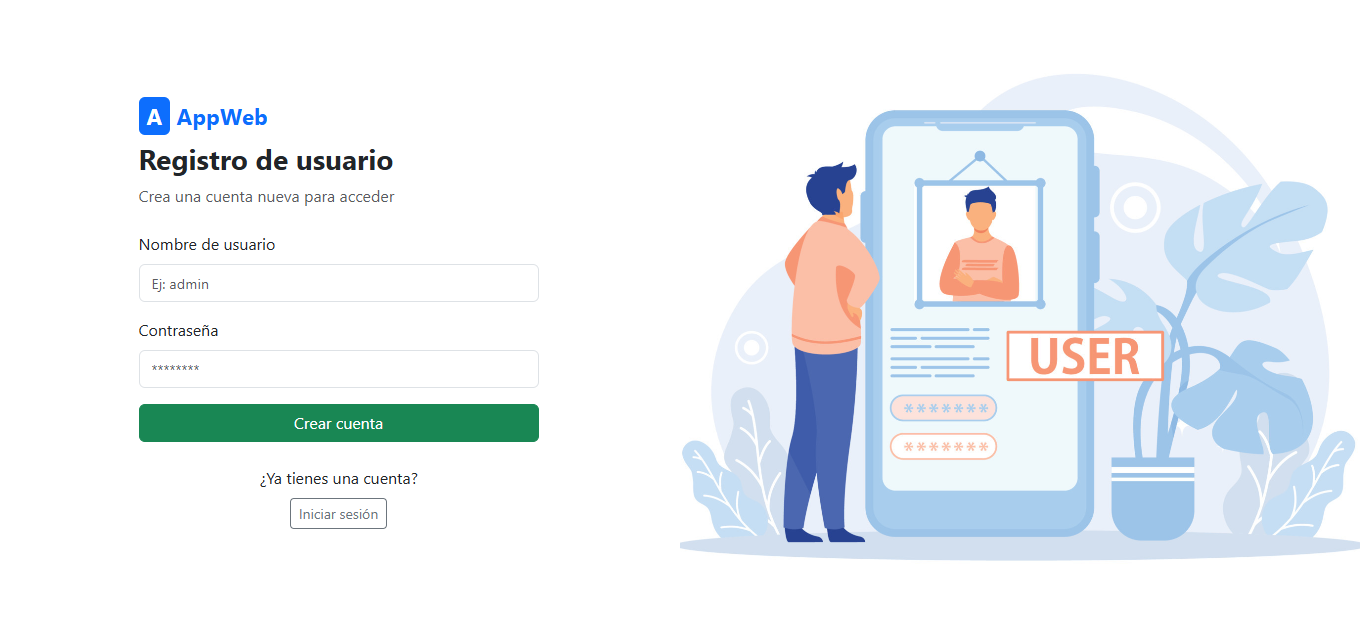 A AppWeb
Registro de usuario
Crea una cuenta nueva para acceder
Nombre de usuario
Ej: admin
Contraseña
********
Crear cuenta
¿Ya tienes una cuenta?
Iniciar sesión
USER
*******
*******